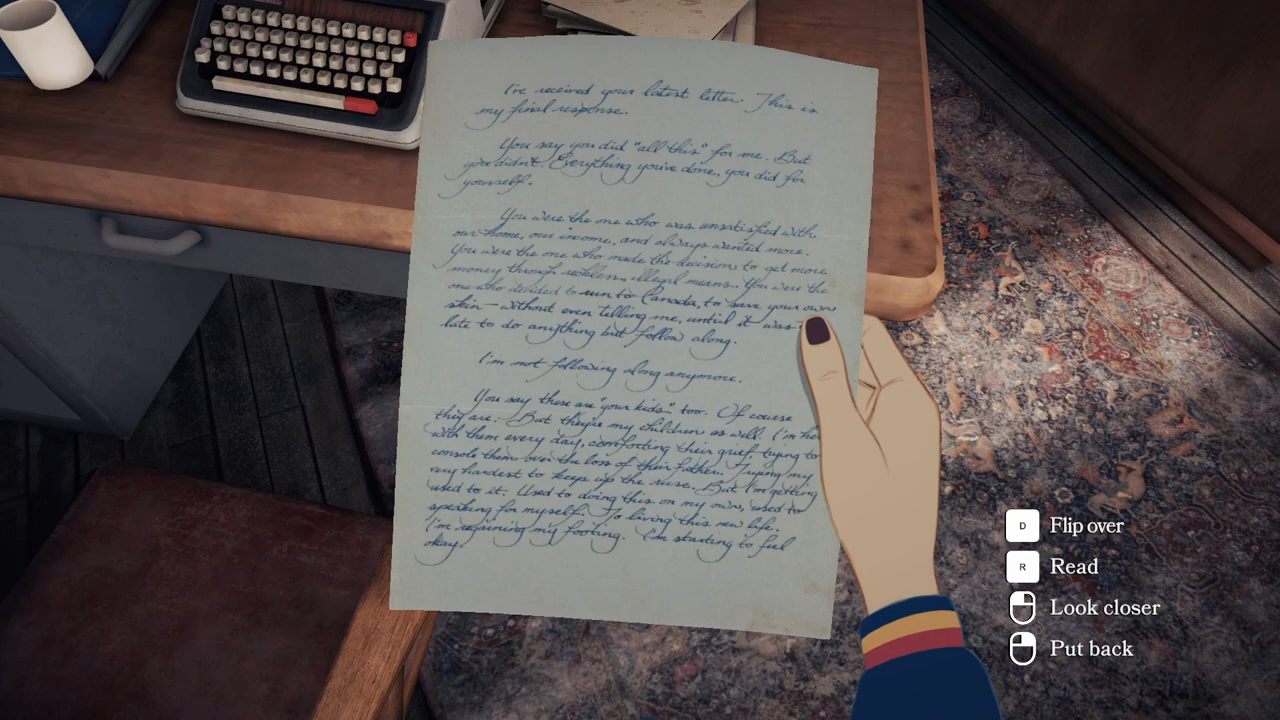 I've received your latest letter. This is
my final response.
You say you did "all this" for me. But
you didn't. Everything you've done, you did for
yourself.
You were the one who was unsatisfied with
our home, our income, and always wanted more.
You were the one who made the decision to get more
money through reckless, illegal means. You were the
one who decided to run to Canada, to save your own
skin - without even telling me, until it was
late to do anything but follow along.
I'm not following along anymore.
You say these are "your kids" too. Of course
they are. But they're my children as well. I'm
with them every day, comforting their grief, trying to
console them over the loss of their father. Trying my
very hardest to keep up the ruse. But I'm getting
used to it. Used to doing this on my own, used to
speaking for myself. To living this new life.
I'm regaining my footing. I'm starting to feel
okay.
D Flip over
R Read
Look closer
Put back